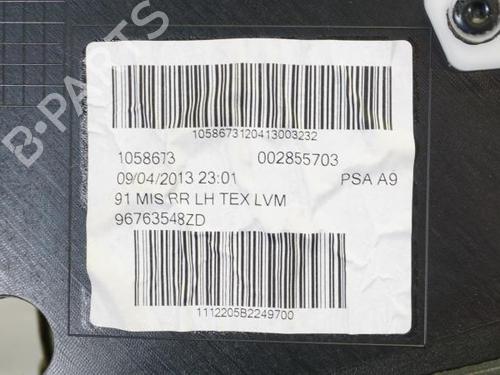 1058673120413003232
1058673 002855703
09/04/2013 23:01 PSA A9
91 MIS RR LH TEX LVM
96763548ZD
1112205B2249700
B-PARTS